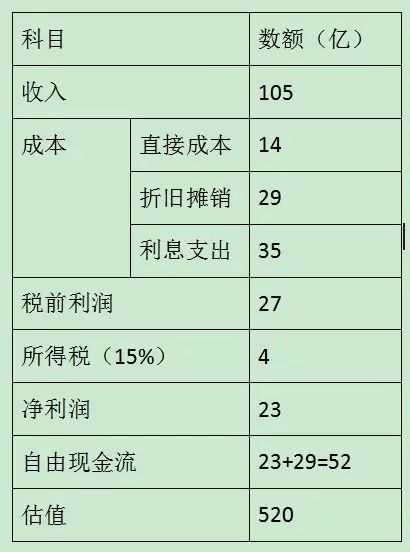 科目 数额（亿）
收入 105
成本 直接成本 14
折旧摊销 29
利息支出 35
税前利润 27
所得税（15%） 4
净利润 23
自由现金流 23+29=52
估值 520